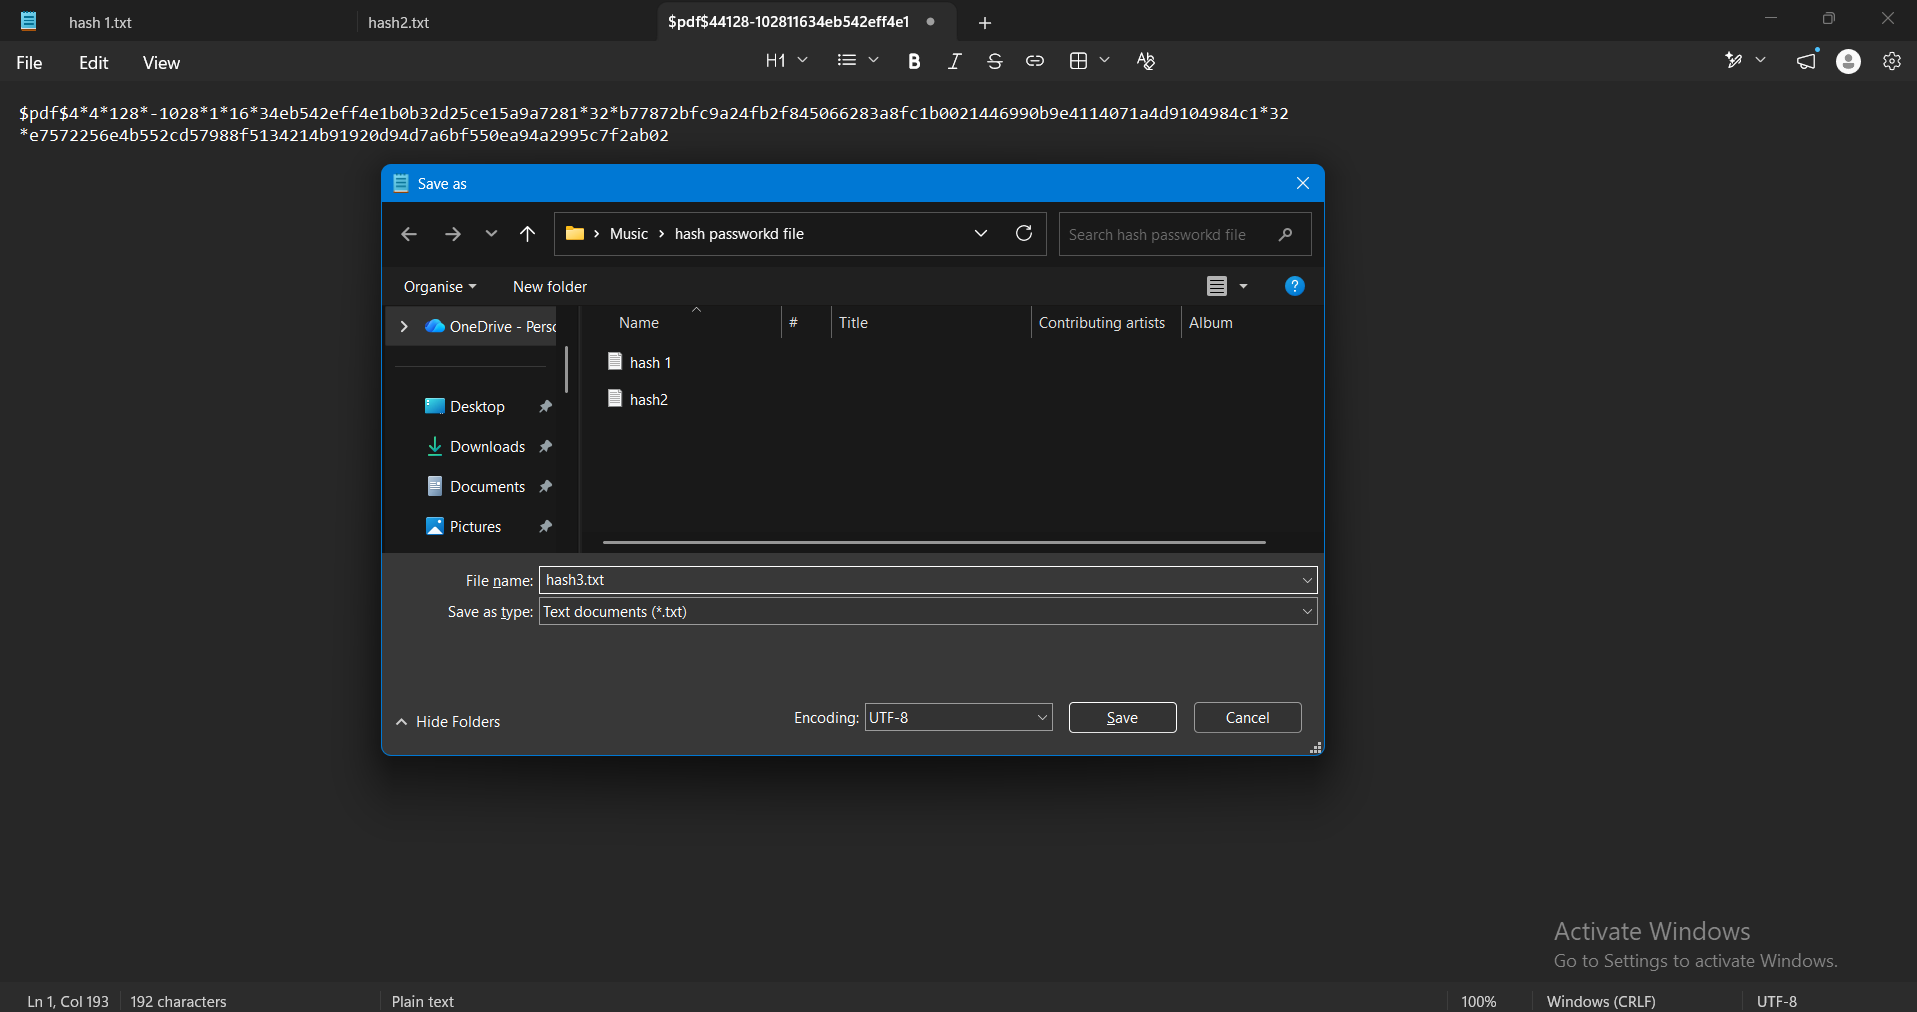 hash 1.txt
hash2.txt
$pdf$44128-102811634eb542eff4e1
File Edit View
H1
$pdf$4*4*128*-1028*1*16*34eb542eff4e1b0b32d25ce15a9a7281*32*b77872bfc9a24fb2f845066283a8fc1b0021446990b9e4114071a4d9104984c1*32
*e7572256e4b552cd57988f5134214b91920d94d7a6bf550ea94a2995c7f2ab02
Save as
Music > hash passworkd file
Search hash passworkd file
Organise
New folder
OneDrive - Perso
Name # Title Contributing artists Album
hash 1
hash2
Desktop
Downloads
Documents
Pictures
File name: hash3.txt
Save as type: Text documents (*.txt)
Hide Folders
Encoding: UTF-8
Save
Cancel
Activate Windows
Go to Settings to activate Windows.
Ln 1, Col 193 192 characters Plain text 100% Windows (CRLF) UTF-8